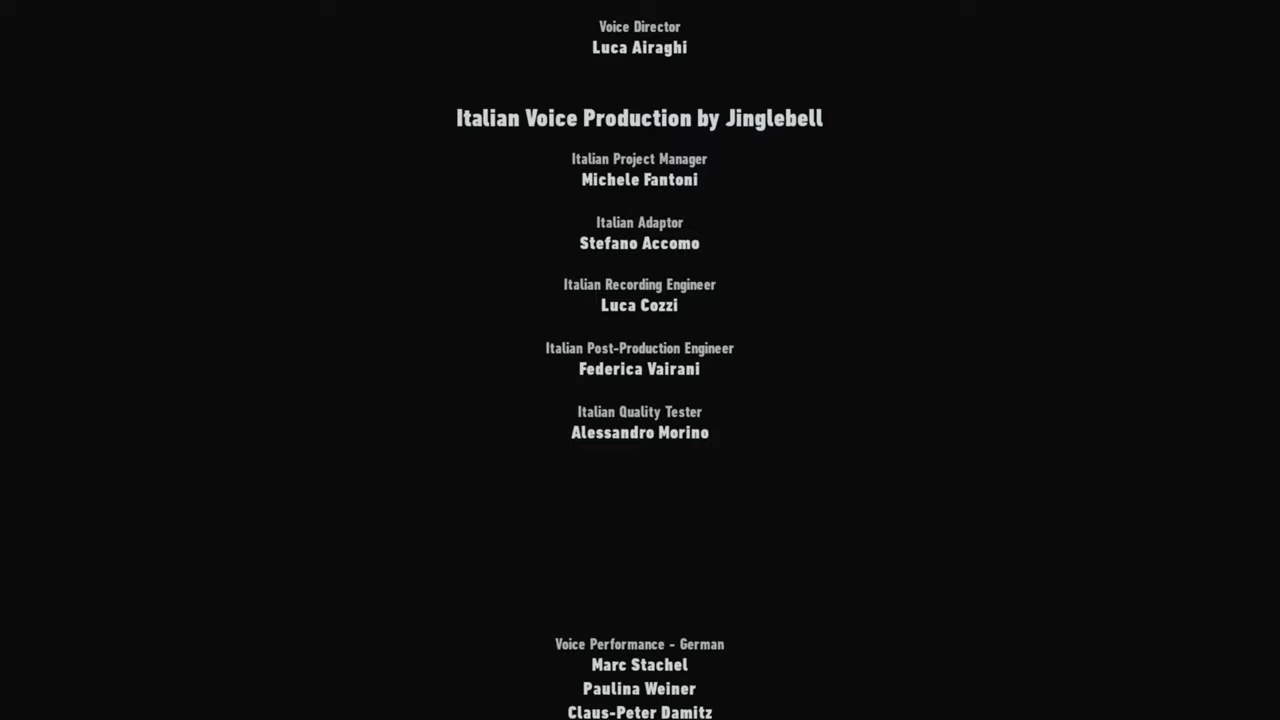 Voice Director
Luca Airaghi
Italian Voice Production by Jinglebell
Italian Project Manager
Michele Fantoni
Italian Adaptor
Stefano Accomo
Italian Recording Engineer
Luca Cozzi
Italian Post-Production Engineer
Federica Vairani
Italian Quality Tester
Alessandro Morino
Voice Performance - German
Marc Stachel
Paulina Weiner
Claus-Peter Damitz